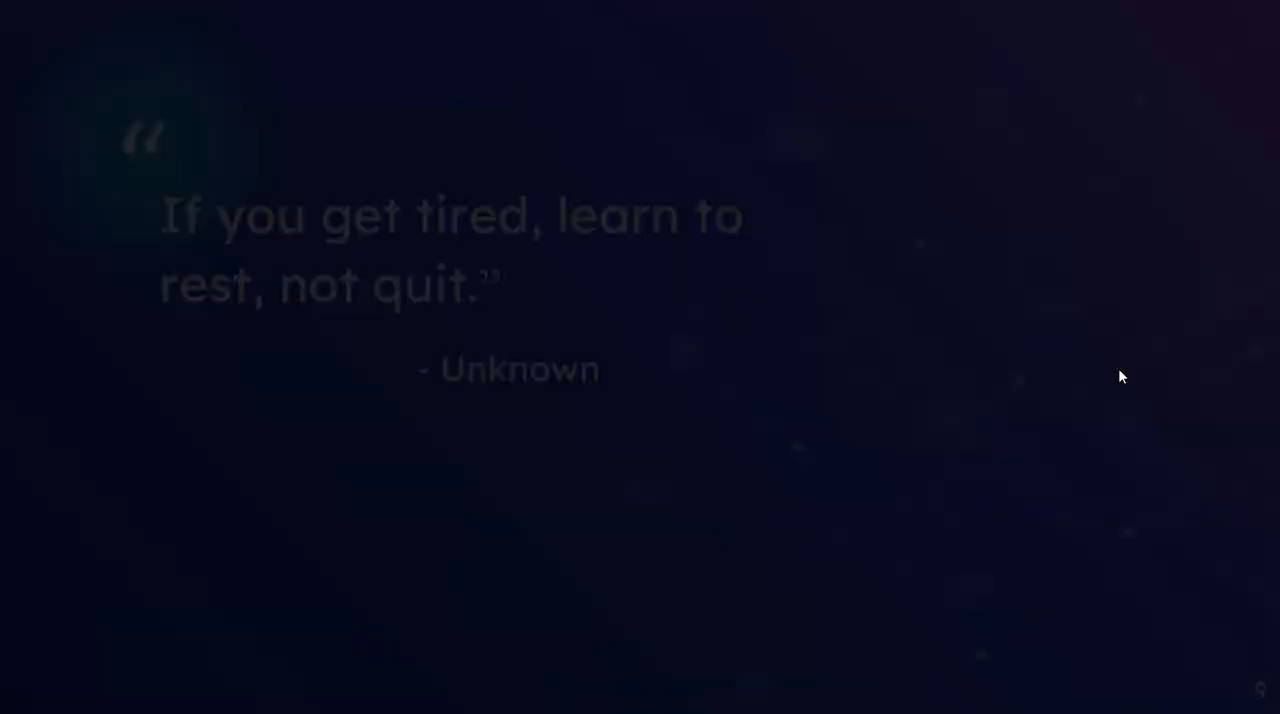 “
If you get tired, learn to
rest, not quit.”
- Unknown